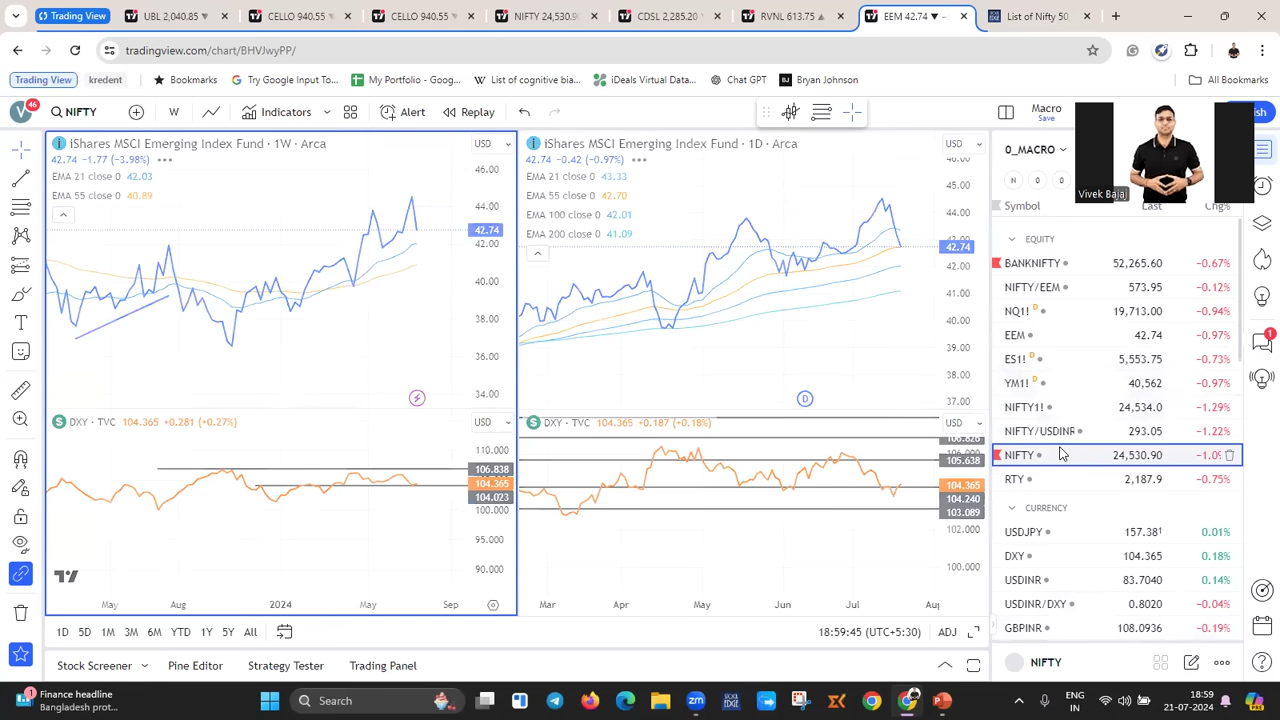 UBL 2,040.85 ▼
CELLO 940.55
CELLO 940.55
NIFTY 24,530.90
CDSL 2,285.20
RVNL 613.75 ▲
EEM 42.74 ▼
List of Nifty 50
tradingview.com/chart/BHVJwyPP/
Trading View
kredent
Bookmarks
Try Google Input To...
My Portfolio - Goog...
List of cognitive bia...
iDeals Virtual Data...
Chat GPT
Bryan Johnson
All Bookmarks
V
46
NIFTY
W
Indicators
Alert
Replay
Macro
Save
iShares MSCI Emerging Index Fund · 1W · Arca
42.74 −1.77 (−3.98%)
EMA 21 close 0 42.03
EMA 55 close 0 40.89
USD
46.00
44.00
42.74
42.00
40.00
38.00
36.00
34.00
DXY · TVC 104.365 +0.281 (+0.27%)
USD
110.000
106.838
104.365
104.023
100.000
95.000
90.000
May
Aug
2024
May
Sep
iShares MSCI Emerging Index Fund · 1D · Arca
42.74 −0.42 (−0.97%)
EMA 21 close 0 43.33
EMA 55 close 0 42.70
EMA 100 close 0 42.01
EMA 200 close 0 41.09
USD
46.00
45.00
44.00
42.74
42.00
41.00
40.00
39.00
38.00
37.00
D
DXY · TVC 104.365 +0.187 (+0.18%)
USD
106.826
105.638
104.365
104.240
103.089
102.000
100.000
Mar
Apr
May
Jun
Jul
Aug
0_MACRO
N
0
0
Vivek Bajaj
Symbol Last Chg%
EQUITY
BANKNIFTY 52,265.60 −0.67%
NIFTY/EEM 573.95 −0.12%
NQ1! D 19,713.00 −0.94%
EEM 42.74 −0.97%
ES1! D 5,553.75 −0.73%
YM1! D 40,562 −0.97%
NIFTY1! 24,534.0 −1.29%
NIFTY/USDINR 293.05 −1.22%
NIFTY 24,530.90 −1.09
RTY 2,187.9 −0.75%
CURRENCY
USDJPY 157.381 0.01%
DXY 104.365 0.18%
USDINR 83.7040 0.14%
USDINR/DXY 0.8020 −0.04%
GBPINR 108.0936 −0.19%
1
1D 5D 1M 3M 6M YTD 1Y 5Y All
18:59:45 (UTC+5:30)
ADJ
Stock Screener
Pine Editor
Strategy Tester
Trading Panel
NIFTY
1
Finance headline
Bangladesh prot...
Search
ENG
IN
18:59
21-07-2024